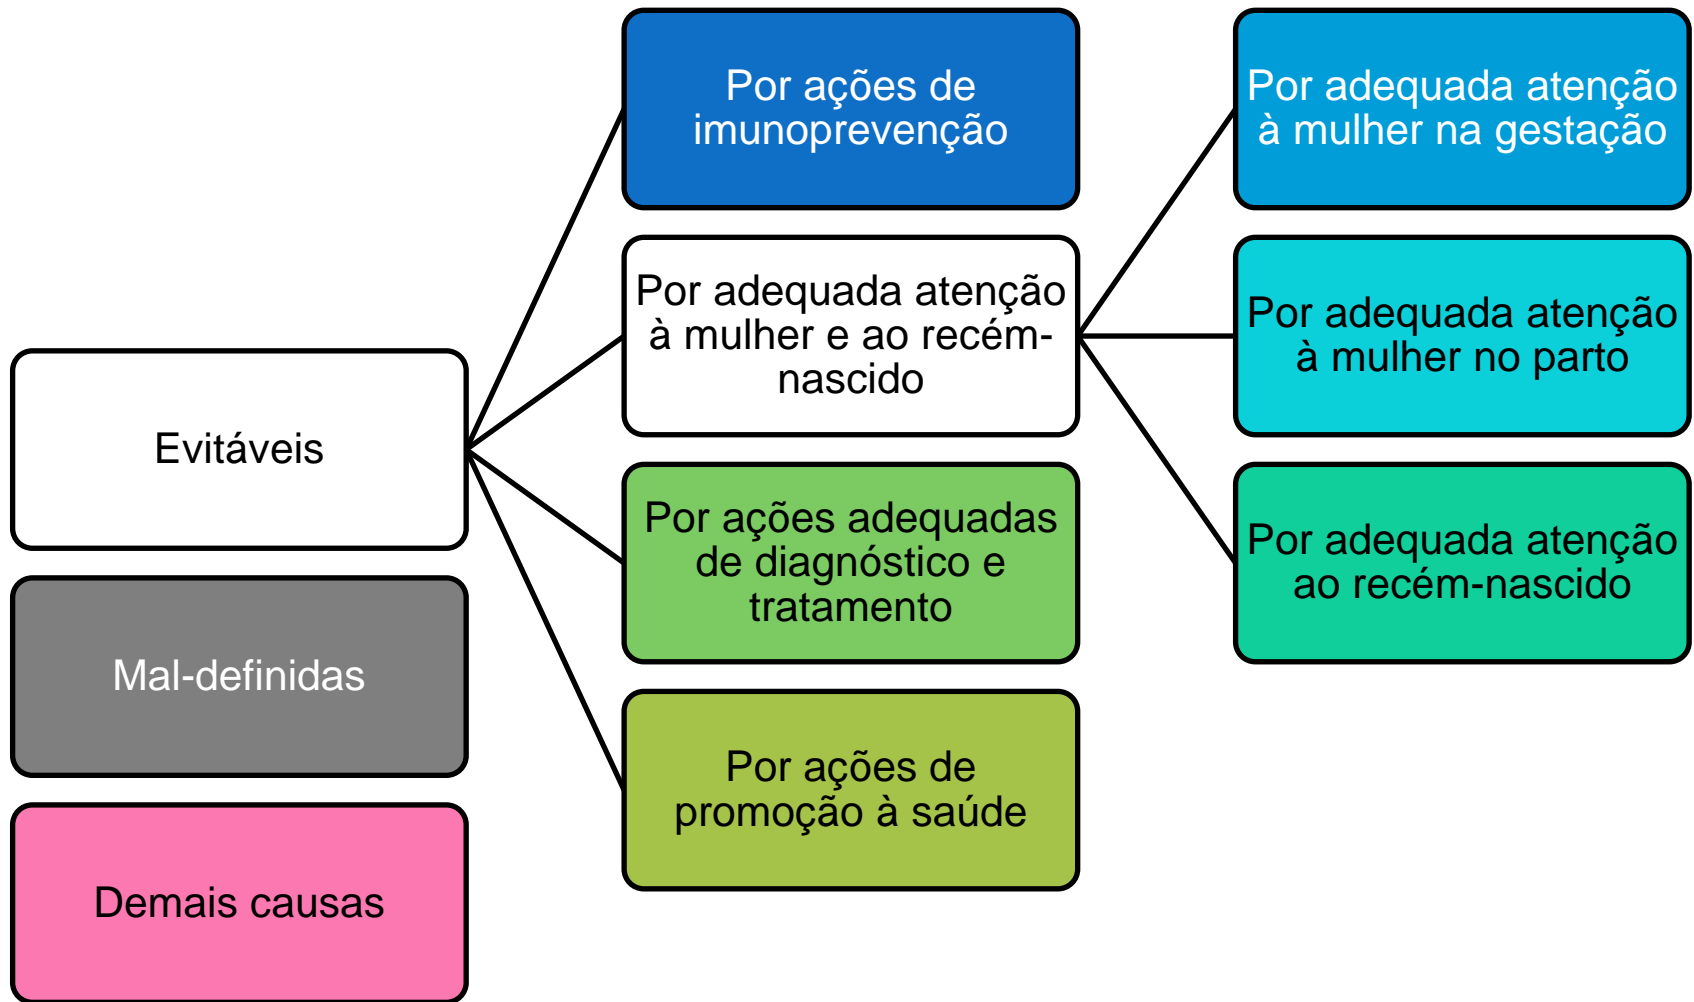 Evitáveis
Mal-definidas
Demais causas
Por ações de
imunoprevenção
Por adequada atenção
à mulher e ao recém-
nascido
Por ações adequadas
de diagnóstico e
tratamento
Por ações de
promoção à saúde
Por adequada atenção
à mulher na gestação
Por adequada atenção
à mulher no parto
Por adequada atenção
ao recém-nascido